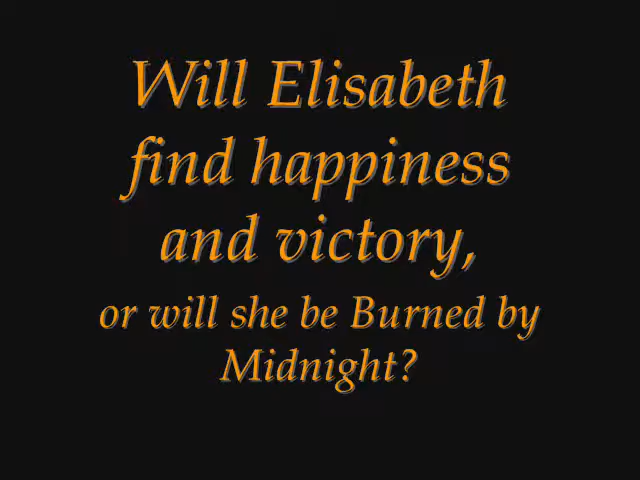 Will Elisabeth
find happiness
and victory,
or will she be Burned by
Midnight?